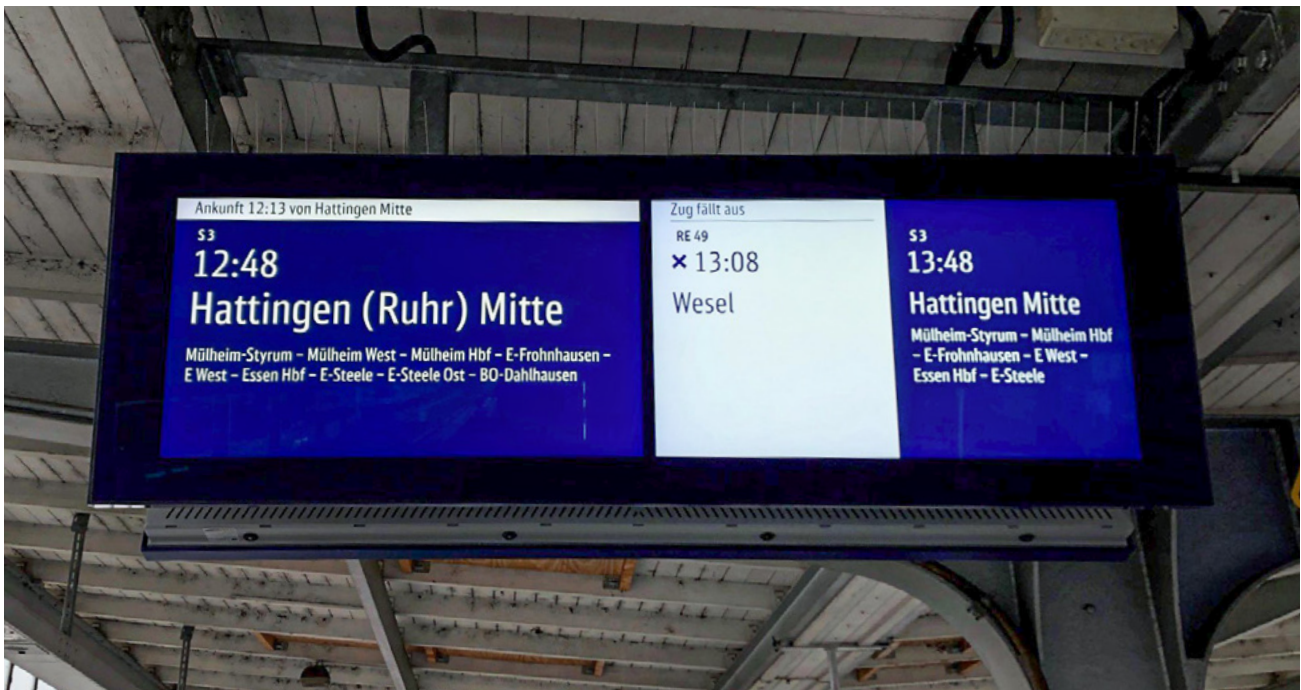 Ankunft 12:13 von Hattingen Mitte
S3
12:48
Hattingen (Ruhr) Mitte
Mülheim-Styrum – Mülheim West – Mülheim Hbf – E-Frohnhausen –
E West – Essen Hbf – E-Steele – E-Steele Ost – BO-Dahlhausen
Zug fällt aus
RE 49
× 13:08
Wesel
S3
13:48
Hattingen Mitte
Mülheim-Styrum – Mülheim Hbf
– E-Frohnhausen – E West –
Essen Hbf – E-Steele